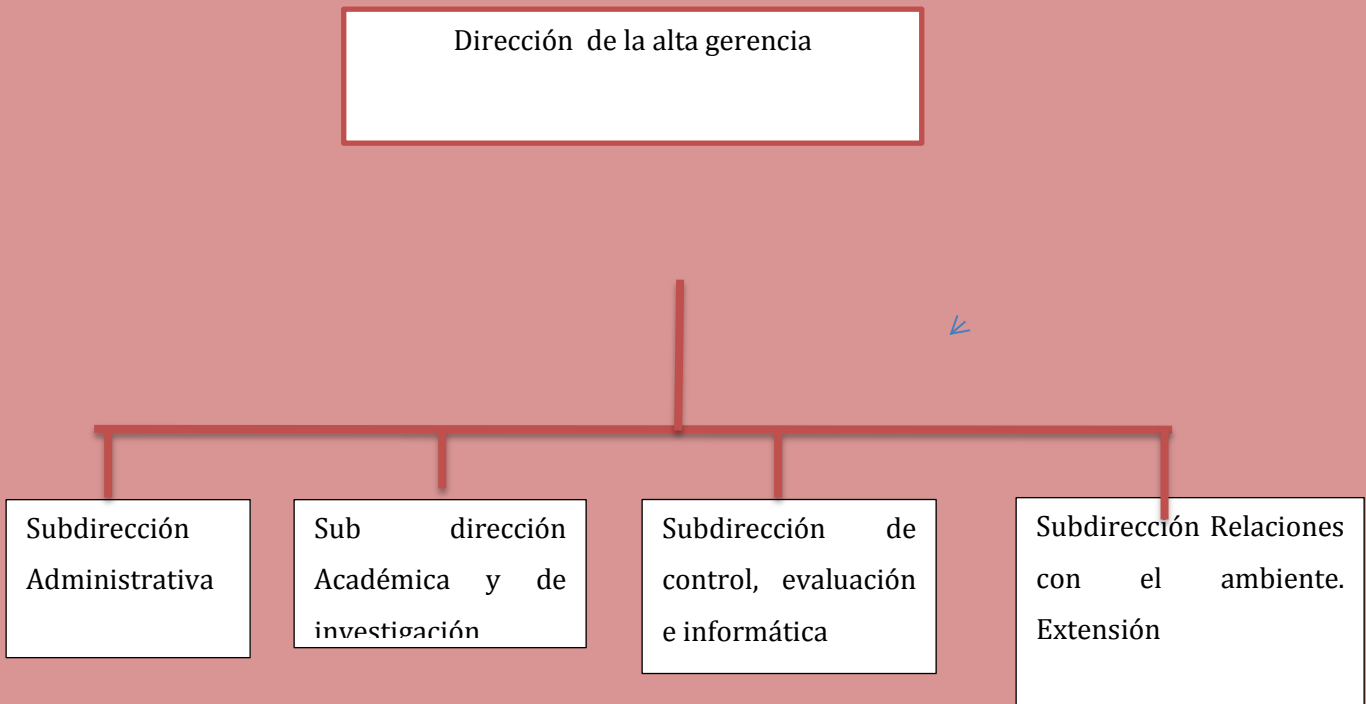 Dirección de la alta gerencia
Subdirección
Administrativa
Sub dirección
Académica y de
investigación
Subdirección de
control, evaluación
e informática
Subdirección Relaciones
con el ambiente.
Extensión